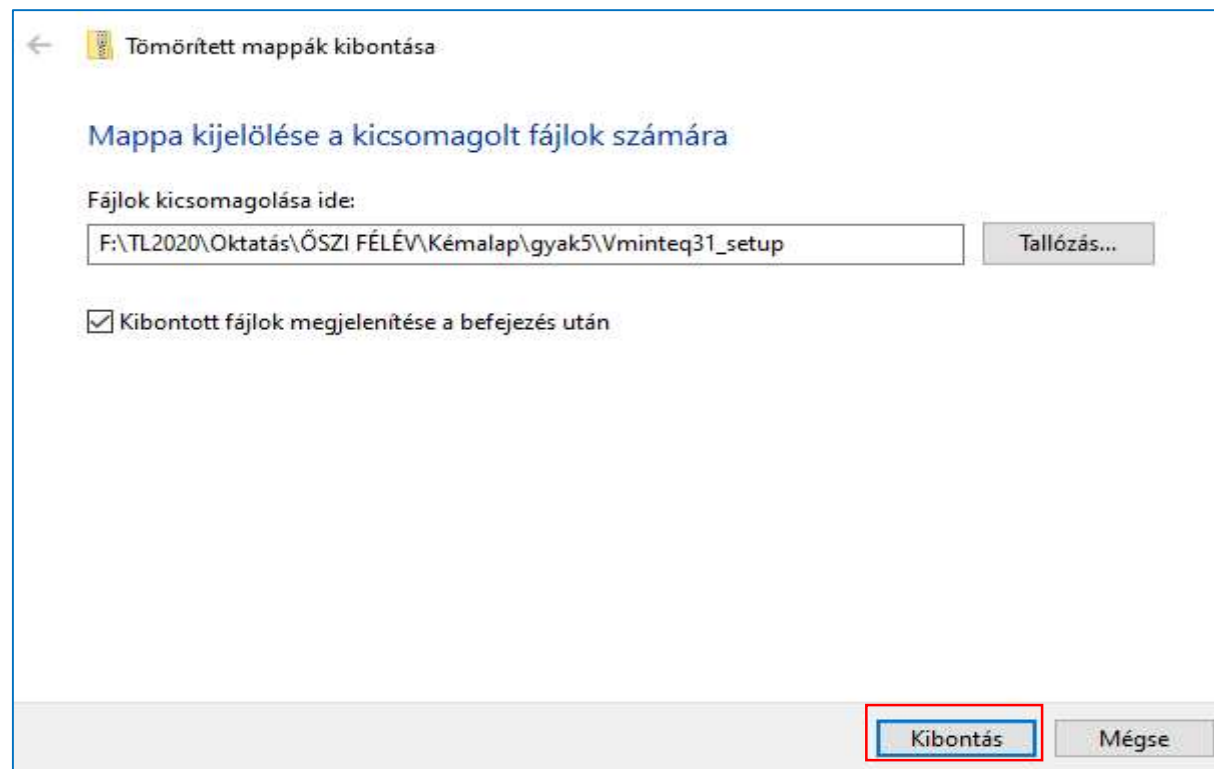 Tömörített mappák kibontása
Mappa kijelölése a kicsomagolt fájlok számára
Fájlok kicsomagolása ide:
F:\TL2020\Oktatás\ŐSZI FÉLÉV\Kémalap\gyak5\Vminteq31_setup
Tallózás...
Kibontott fájlok megjelenítése a befejezés után
Kibontás
Mégse